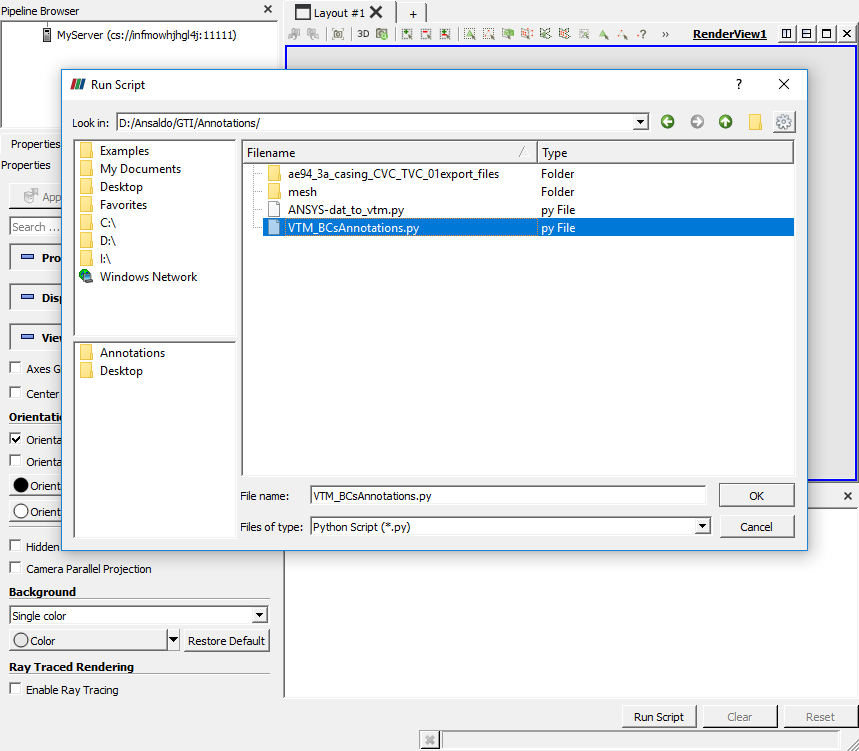 Pipeline Browser
MyServer (cs://infmowhjhgl4j:11111)
Layout #1
+
3D
?
»
RenderView1
Run Script
?
Look in:
D:/Ansaldo/GTI/Annotations/
Examples
My Documents
Desktop
Favorites
C:\
D:\
I:\
Windows Network
Annotations
Desktop
Filename
Type
ae94_3a_casing_CVC_TVC_01export_files
Folder
mesh
Folder
ANSYS-dat_to_vtm.py
py File
VTM_BCsAnnotations.py
py File
File name:
VTM_BCsAnnotations.py
OK
Files of type:
Python Script (*.py)
Cancel
Properties
Properties
App
Search ...
Pro
Disp
View
Axes G
Center
Orientatio
Orienta
Orienta
Orient
Orient
Hidden
Camera Parallel Projection
Background
Single color
Color
Restore Default
Ray Traced Rendering
Enable Ray Tracing
Run Script
Clear
Reset